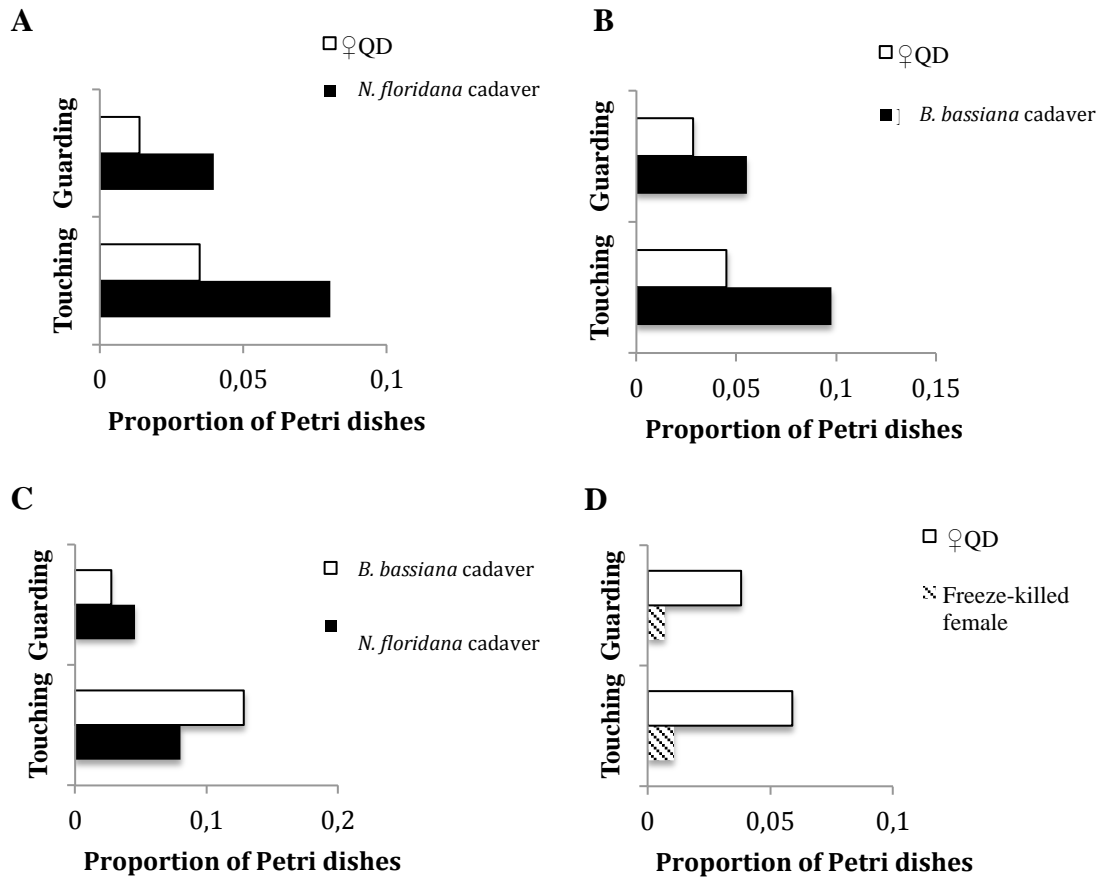 A
♀QD
N. floridana cadaver
Guarding
Touching
0 0,05 0,1
Proportion of Petri dishes
B
♀QD
B. bassiana cadaver
Guarding
Touching
0 0,05 0,1 0,15
Proportion of Petri dishes
C
B. bassiana cadaver
N. floridana cadaver
Guarding
Touching
0 0,1 0,2
Proportion of Petri dishes
D
♀QD
Freeze-killed
female
Guarding
Touching
0 0,05 0,1
Proportion of Petri dishes